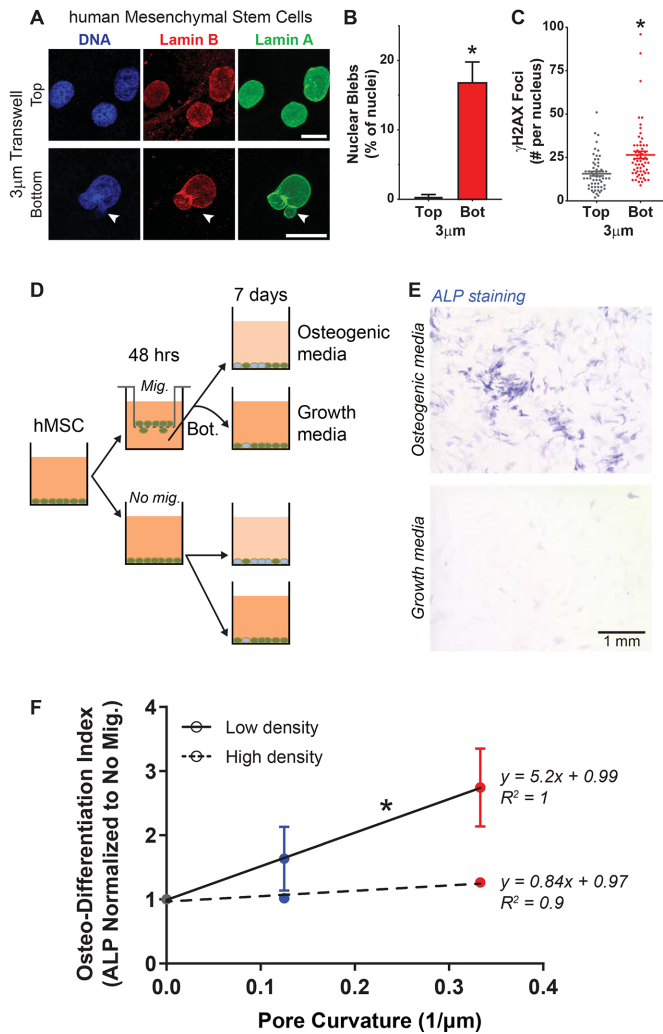 A
human Mesenchymal Stem Cells
DNA
Lamin B
Lamin A
3μm Transwell
Top
Bottom
B
Nuclear Blebs
(% of nuclei)
20
10
0
*
Top
Bot
3μm
C
γH2AX Foci
(# per nucleus)
100
75
50
25
0
*
Top
Bot
3μm
D
hMSC
48 hrs
Mig.
Bot.
No mig.
7 days
Osteogenic
media
Growth
media
E
ALP staining
Osteogenic media
Growth media
1 mm
F
Osteo-Differentiation Index
(ALP Normalized to No Mig.)
4
3
2
1
0
Low density
High density
*
y = 5.2x + 0.99
R² = 1
y = 0.84x + 0.97
R² = 0.9
0.0
0.1
0.2
0.3
0.4
Pore Curvature (1/μm)